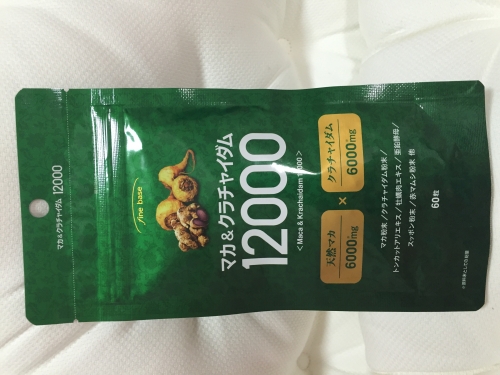 マカ&クラチャイダム 12000
fine base
マカ&クラチャイダム
12000
< Maca & Krachaidam 12000 >
天然マカ
6000mg
×
クラチャイダム
6000mg
マカ粉末/クラチャイダム粉末/
トンカットアリエキス/牡蠣肉エキス/亜鉛酵母/
スッポン粉末/赤マムシ粉末 他
60粒